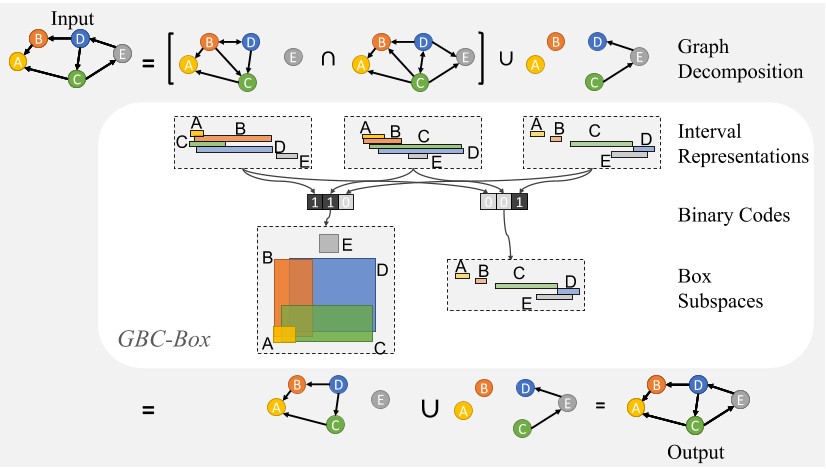 Input
B D A E C = [ B D A C E ∩ B D A E C ] ∪ B A D E C
Graph
Decomposition
A B C D E
A B C D E
A B C D E
Interval
Representations
1 1 0
0 0 1
Binary Codes
E B D A C
A B C D E
Box
Subspaces
GBC-Box
= B D A E C ∪ B A D E C = B D A E C
Output